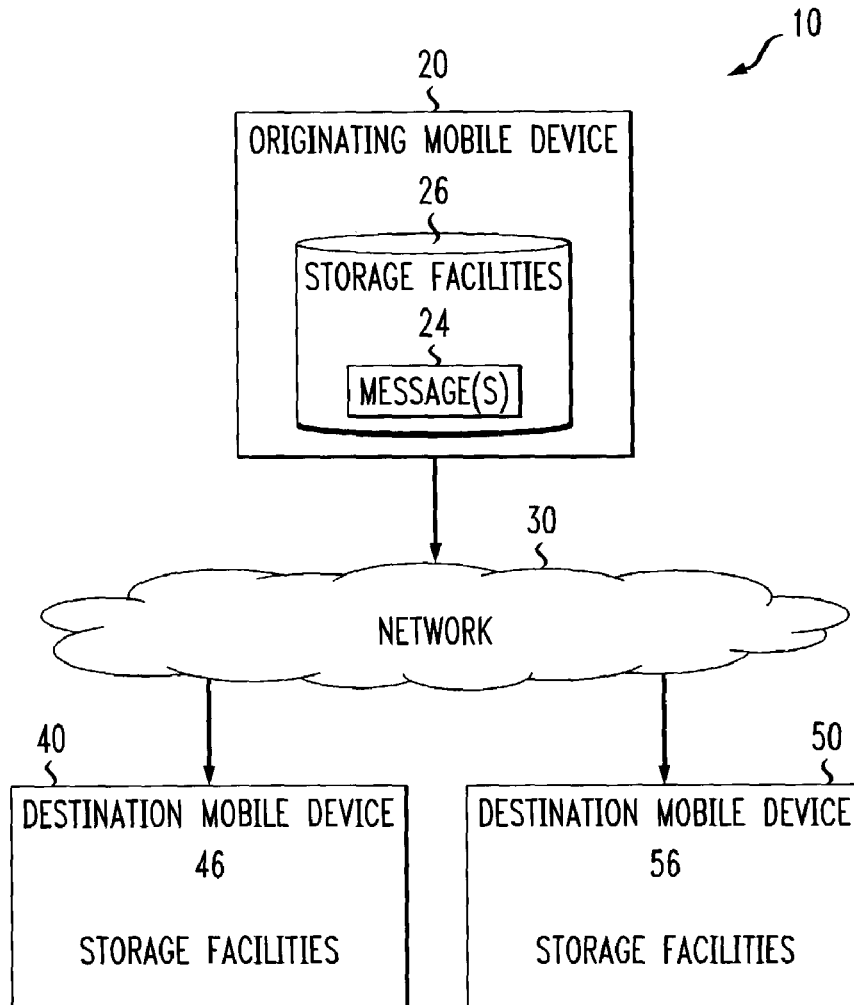 10
20
ORIGINATING MOBILE DEVICE
26
STORAGE FACILITIES
24
MESSAGE(S)
30
NETWORK
40
DESTINATION MOBILE DEVICE
46
STORAGE FACILITIES
50
DESTINATION MOBILE DEVICE
56
STORAGE FACILITIES